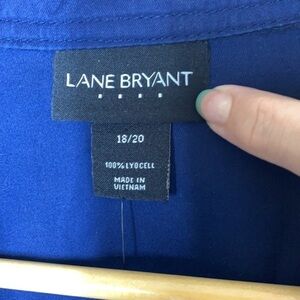 LANE BRYANT
18/20
100% LYOCELL
MADE IN
VIETNAM